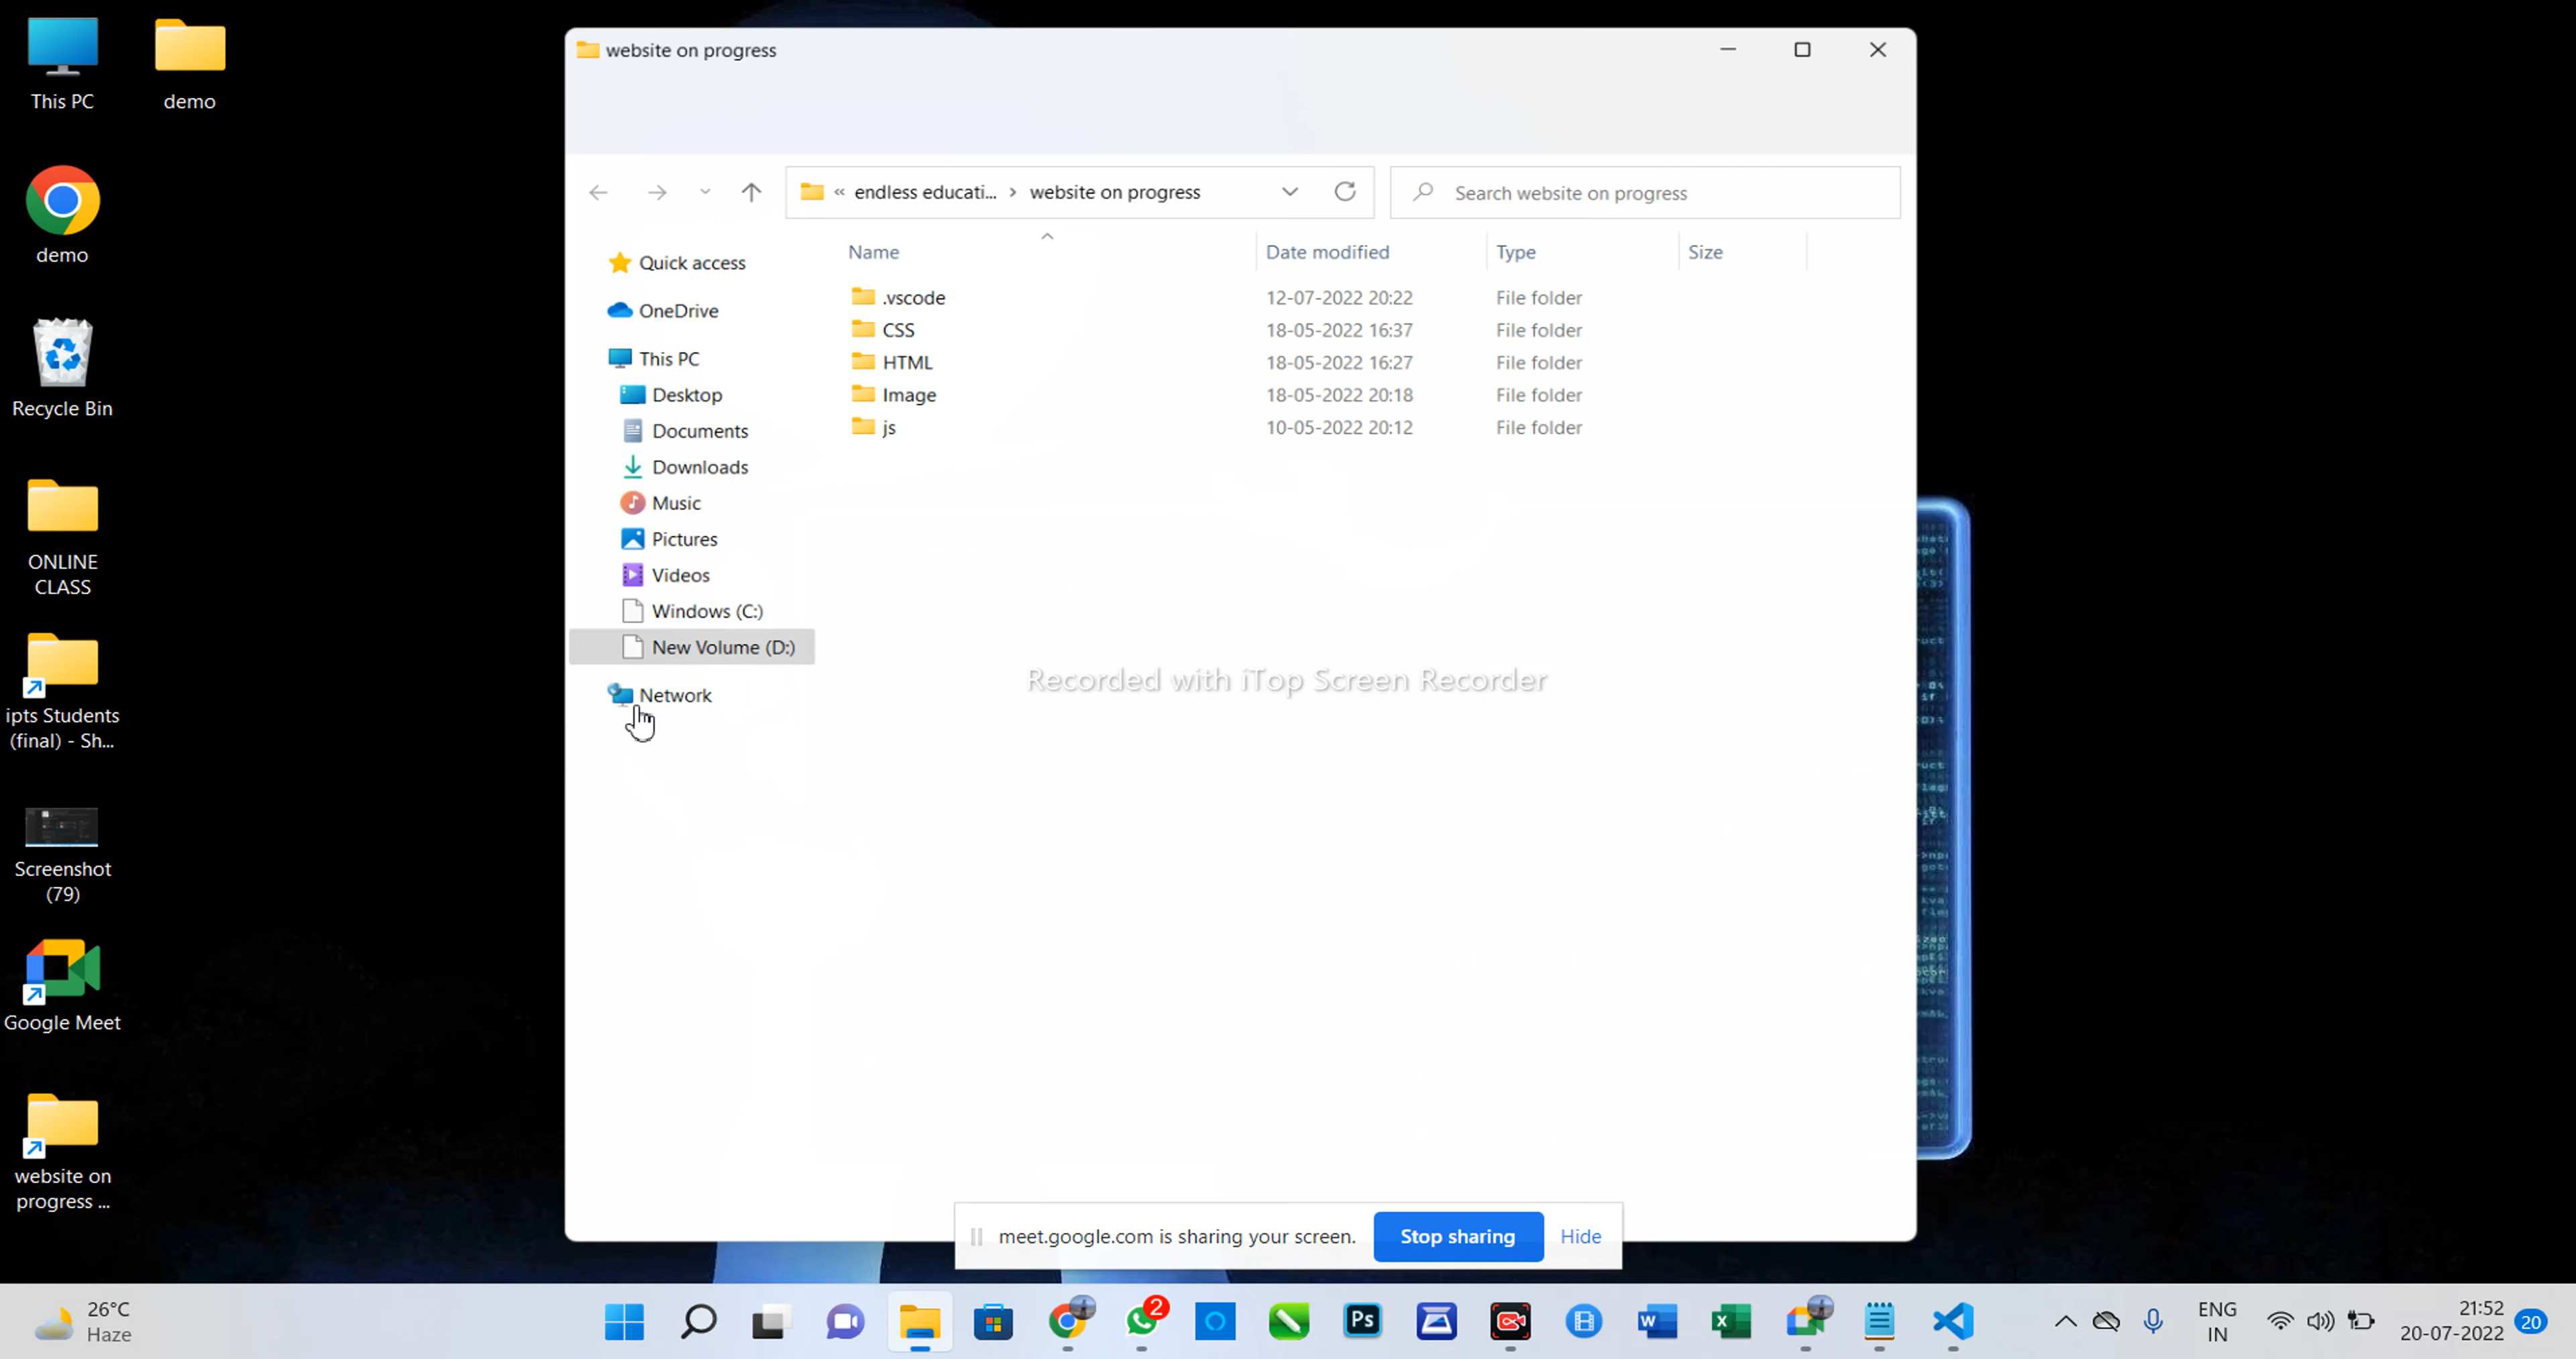 This PC
demo
demo
Recycle Bin
ONLINE
CLASS
ipts Students
(final) - Sh...
Screenshot
(79)
Google Meet
website on
progress ...
website on progress
« endless educati... › website on progress
Search website on progress
Quick access
OneDrive
This PC
Desktop
Documents
Downloads
Music
Pictures
Videos
Windows (C:)
New Volume (D:)
Network
Name Date modified Type Size
.vscode 12-07-2022 20:22 File folder
CSS 18-05-2022 16:37 File folder
HTML 18-05-2022 16:27 File folder
Image 18-05-2022 20:18 File folder
js 10-05-2022 20:12 File folder
Recorded with iTop Screen Recorder
meet.google.com is sharing your screen. Stop sharing Hide
26°C
Haze
2
Ps
W
X
ENG
IN
21:52
20-07-2022
20